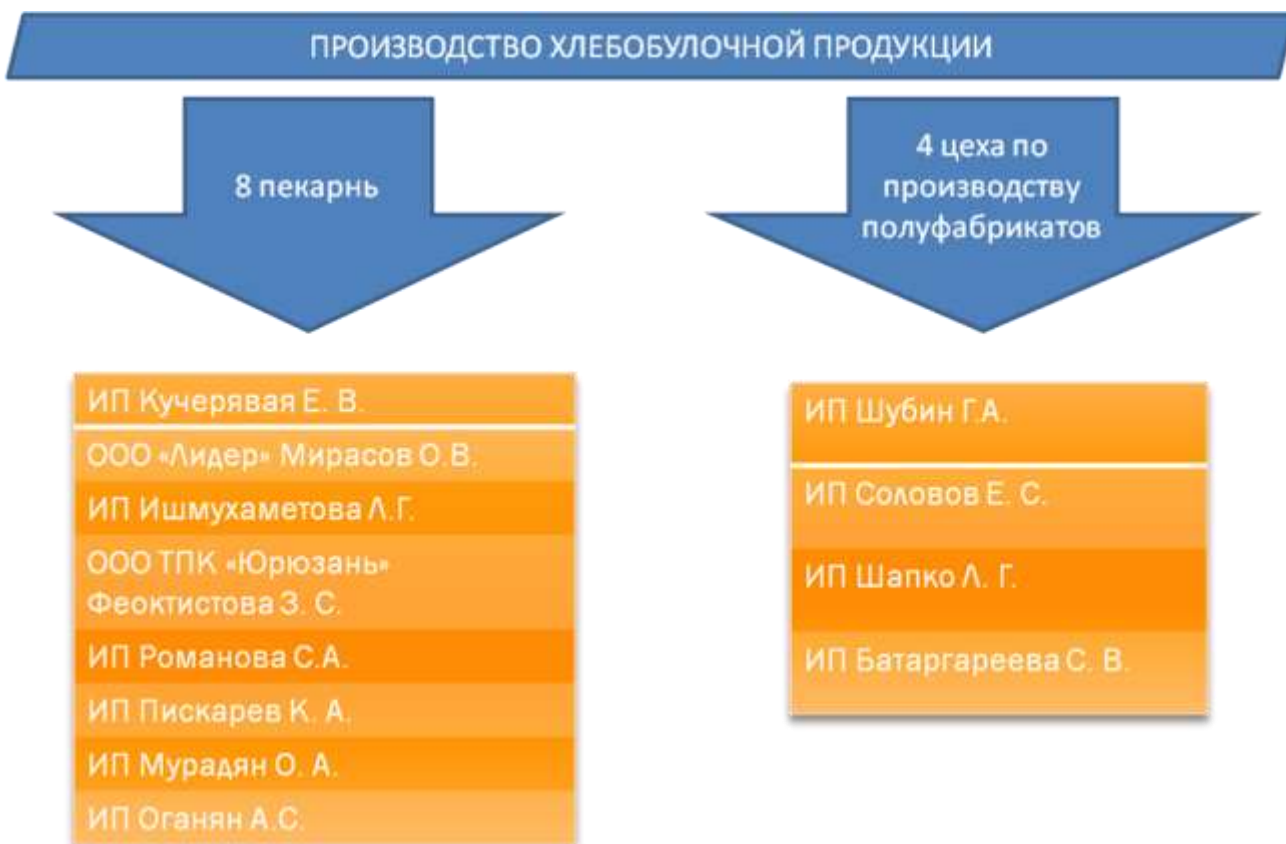 ПРОИЗВОДСТВО ХЛЕБОБУЛОЧНОЙ ПРОДУКЦИИ
8 пекарнь
4 цеха по
производству
полуфабрикатов
ИП Кучерявая Е. В.
ООО «Лидер» Мирасов О.В.
ИП Ишмухаметова Л.Г.
ООО ТПК «Юрюзань»
Феоктистова З. С.
ИП Романова С.А.
ИП Пискарев К. А.
ИП Мурадян О. А.
ИП Оганян А.С.
ИП Шубин Г.А.
ИП Соловов Е. С.
ИП Шапко Л. Г.
ИП Батаргареева С. В.